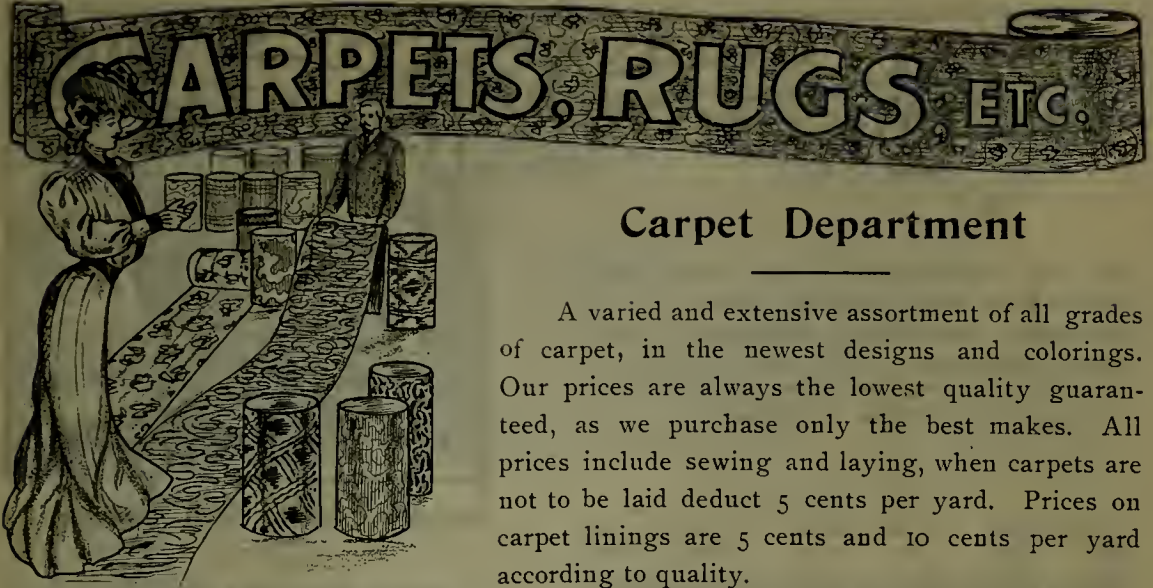 CARPETS, RUGS, ETC.
Carpet Department
A varied and extensive assortment of all grades
of carpet, in the newest designs and colorings.
Our prices are always the lowest quality guaran-
teed, as we purchase only the best makes. All
prices include sewing and laying, when carpets are
not to be laid deduct 5 cents per yard. Prices on
carpet linings are 5 cents and 10 cents per yard
according to quality.